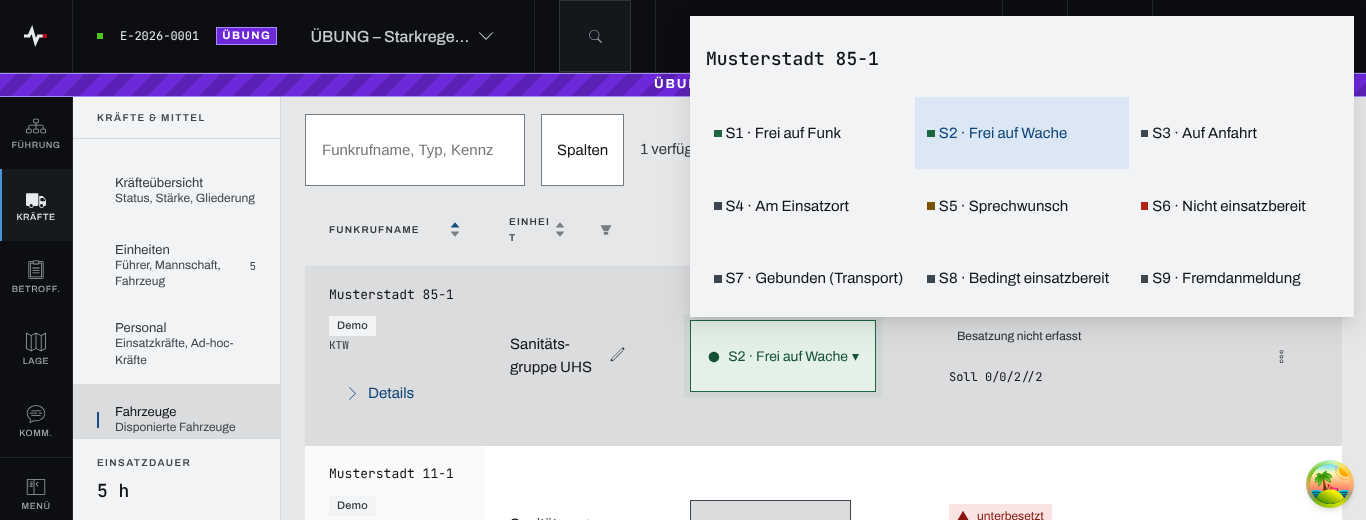 E-2026-0001 ÜBUNG ÜBUNG – Starkrege…
FÜHRUNG
KRÄFTE
BETROFF.
LAGE
KOMM.
MENÜ
KRÄFTE & MITTEL
Kräfteübersicht
Status, Stärke, Gliederung
Einheiten
Führer, Mannschaft,
Fahrzeug
5
Personal
Einsatzkräfte, Ad-hoc-
Kräfte
Fahrzeuge
Disponierte Fahrzeuge
EINSATZDAUER
5 h
Funkrufname, Typ, Kennz
Spalten
FUNKRUFNAME
EINHEI
T
Musterstadt 85-1
Demo
KTW
Details
Sanitäts-
gruppe UHS
S2 · Frei auf Wache ▾
Besatzung nicht erfasst
Soll 0/0/2//2
Musterstadt 11-1
Demo
unterbesetzt
Musterstadt 85-1
S1 · Frei auf Funk
S2 · Frei auf Wache
S3 · Auf Anfahrt
S4 · Am Einsatzort
S5 · Sprechwunsch
S6 · Nicht einsatzbereit
S7 · Gebunden (Transport)
S8 · Bedingt einsatzbereit
S9 · Fremdanmeldung